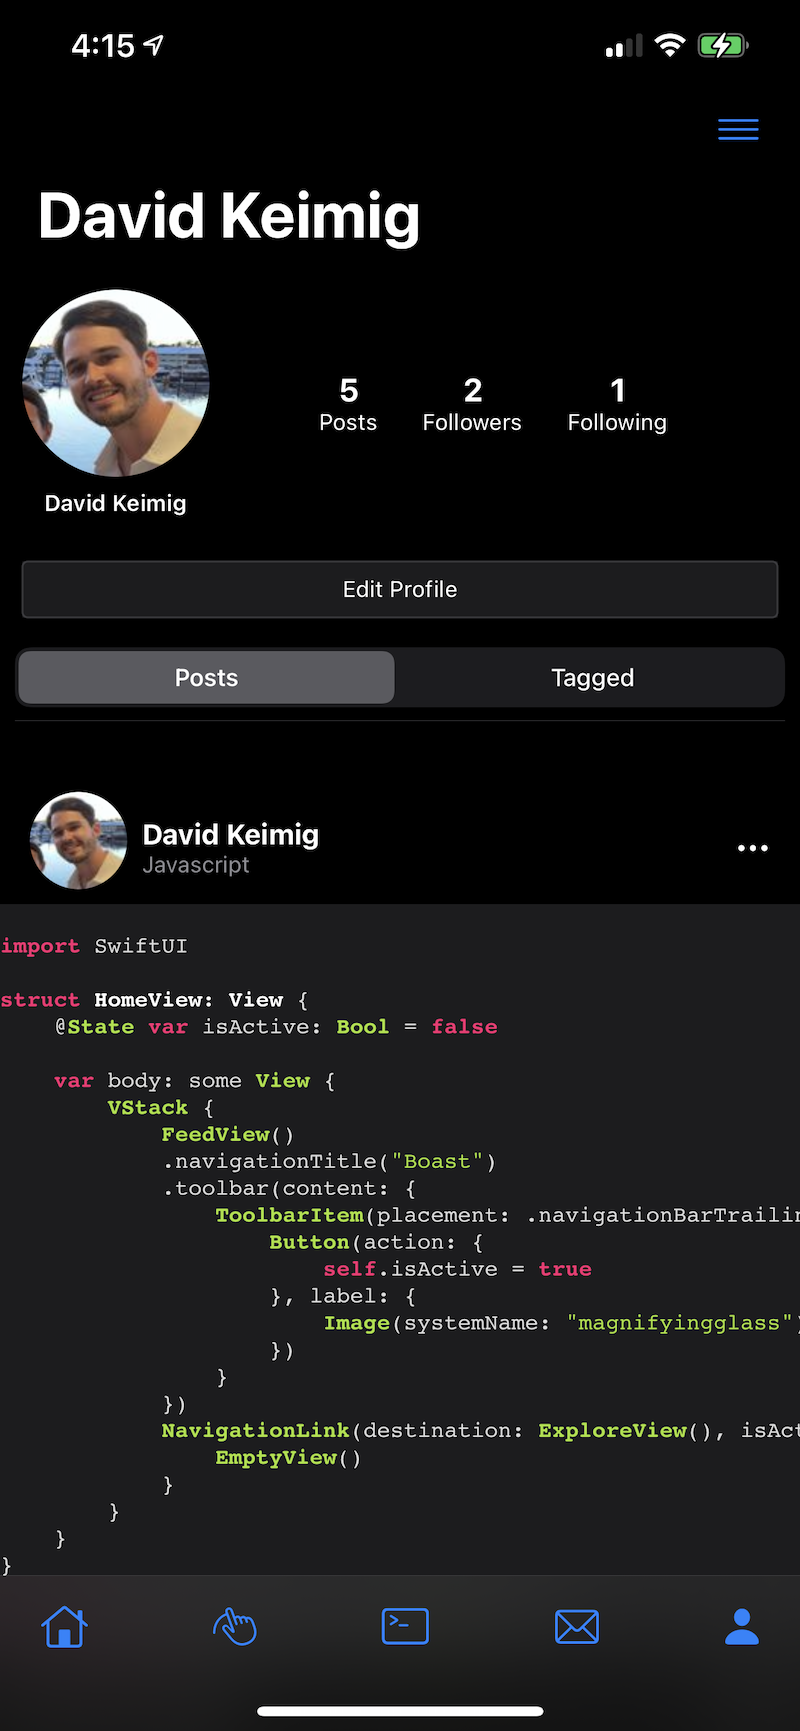 4:15
David Keimig
5 2 1
Posts Followers Following
David Keimig
Edit Profile
Posts Tagged
David Keimig
Javascript
import SwiftUI
struct HomeView: View {
@State var isActive: Bool = false
var body: some View {
VStack {
FeedView()
.navigationTitle("Boast")
.toolbar(content: {
ToolbarItem(placement: .navigationBarTrailin
Button(action: {
self.isActive = true
}, label: {
Image(systemName: "magnifyingglass")
})
}
})
NavigationLink(destination: ExploreView(), isAct
EmptyView()
}
}
}
}